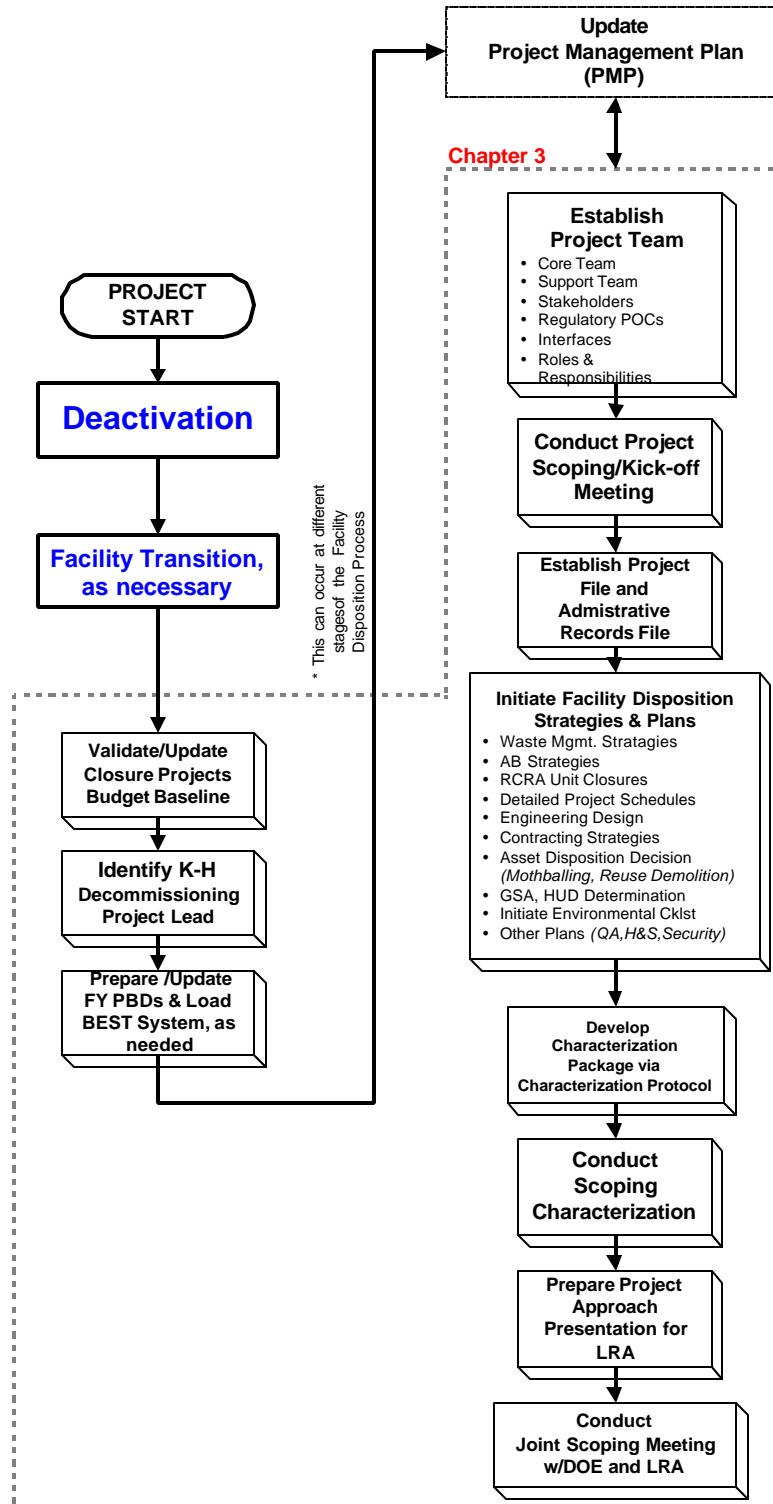 PROJECT
START
Deactivation
Facility Transition,
as necessary
Validate/Update
Closure Projects
Budget Baseline
Identify K-H
Decommissioning
Project Lead
Prepare /Update
FY PBDs & Load
BEST System, as
needed
* This can occur at different
stagesof the Facility
Disposition Process
Update
Project Management Plan
(PMP)
Chapter 3
Establish
Project Team
• Core Team
• Support Team
• Stakeholders
• Regulatory POCs
• Interfaces
• Roles &
Responsibilities
Conduct Project
Scoping/Kick-off
Meeting
Establish Project
File and
Admistrative
Records File
Initiate Facility Disposition
Strategies & Plans
• Waste Mgmt. Stratagies
• AB Strategies
• RCRA Unit Closures
• Detailed Project Schedules
• Engineering Design
• Contracting Strategies
• Asset Disposition Decision
(Mothballing, Reuse Demolition)
• GSA, HUD Determination
• Initiate Environmental Cklst
• Other Plans (QA,H&S,Security)
Develop
Characterization
Package via
Characterization Protocol
Conduct
Scoping
Characterization
Prepare Project
Approach
Presentation for
LRA
Conduct
Joint Scoping Meeting
w/DOE and LRA